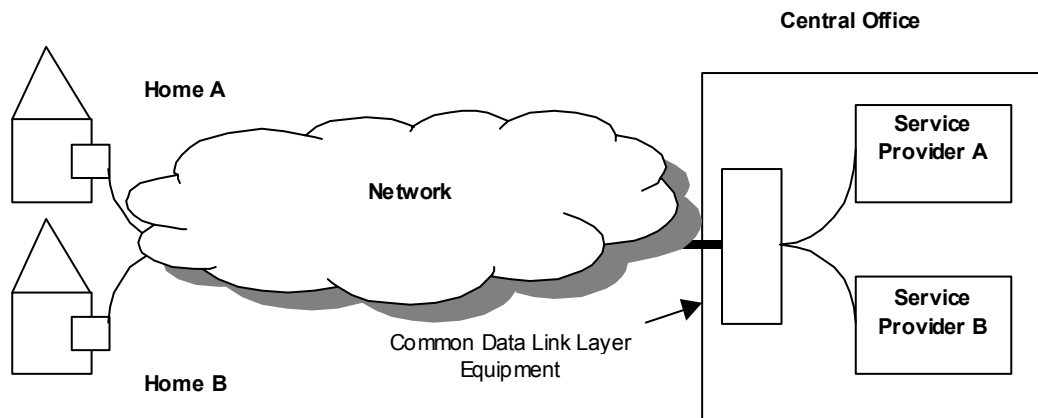 Central Office
Home A
Service
Provider A
Network
Service
Provider B
Common Data Link Layer
Equipment
Home B